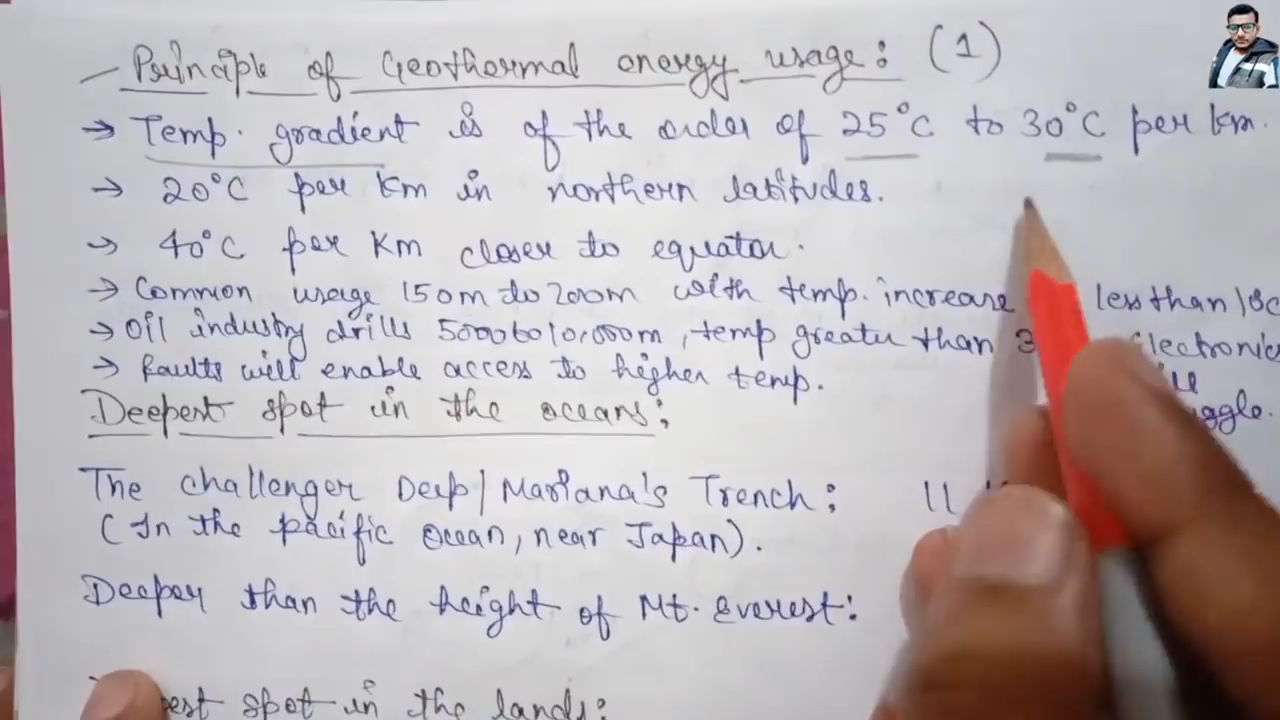 Principle of Geothermal energy usage: (1)
→ Temp. gradient is of the order of 25°C to 30°C per km.
→ 20°C per km in northern latitudes.
→ 40°C per km closer to equator.
→ Common usage 150m to 200m with temp. increase less than
→ Oil industry drills 5000 to 10,000m, temp greater than Electronics
→ faults will enable access to higher temp.
Deepest spot in the oceans:
The challenger Deep/Mariana's Trench: 11
(In the pacific Ocean, near Japan).
Deeper than the height of Mt. Everest:
spot in the lands: